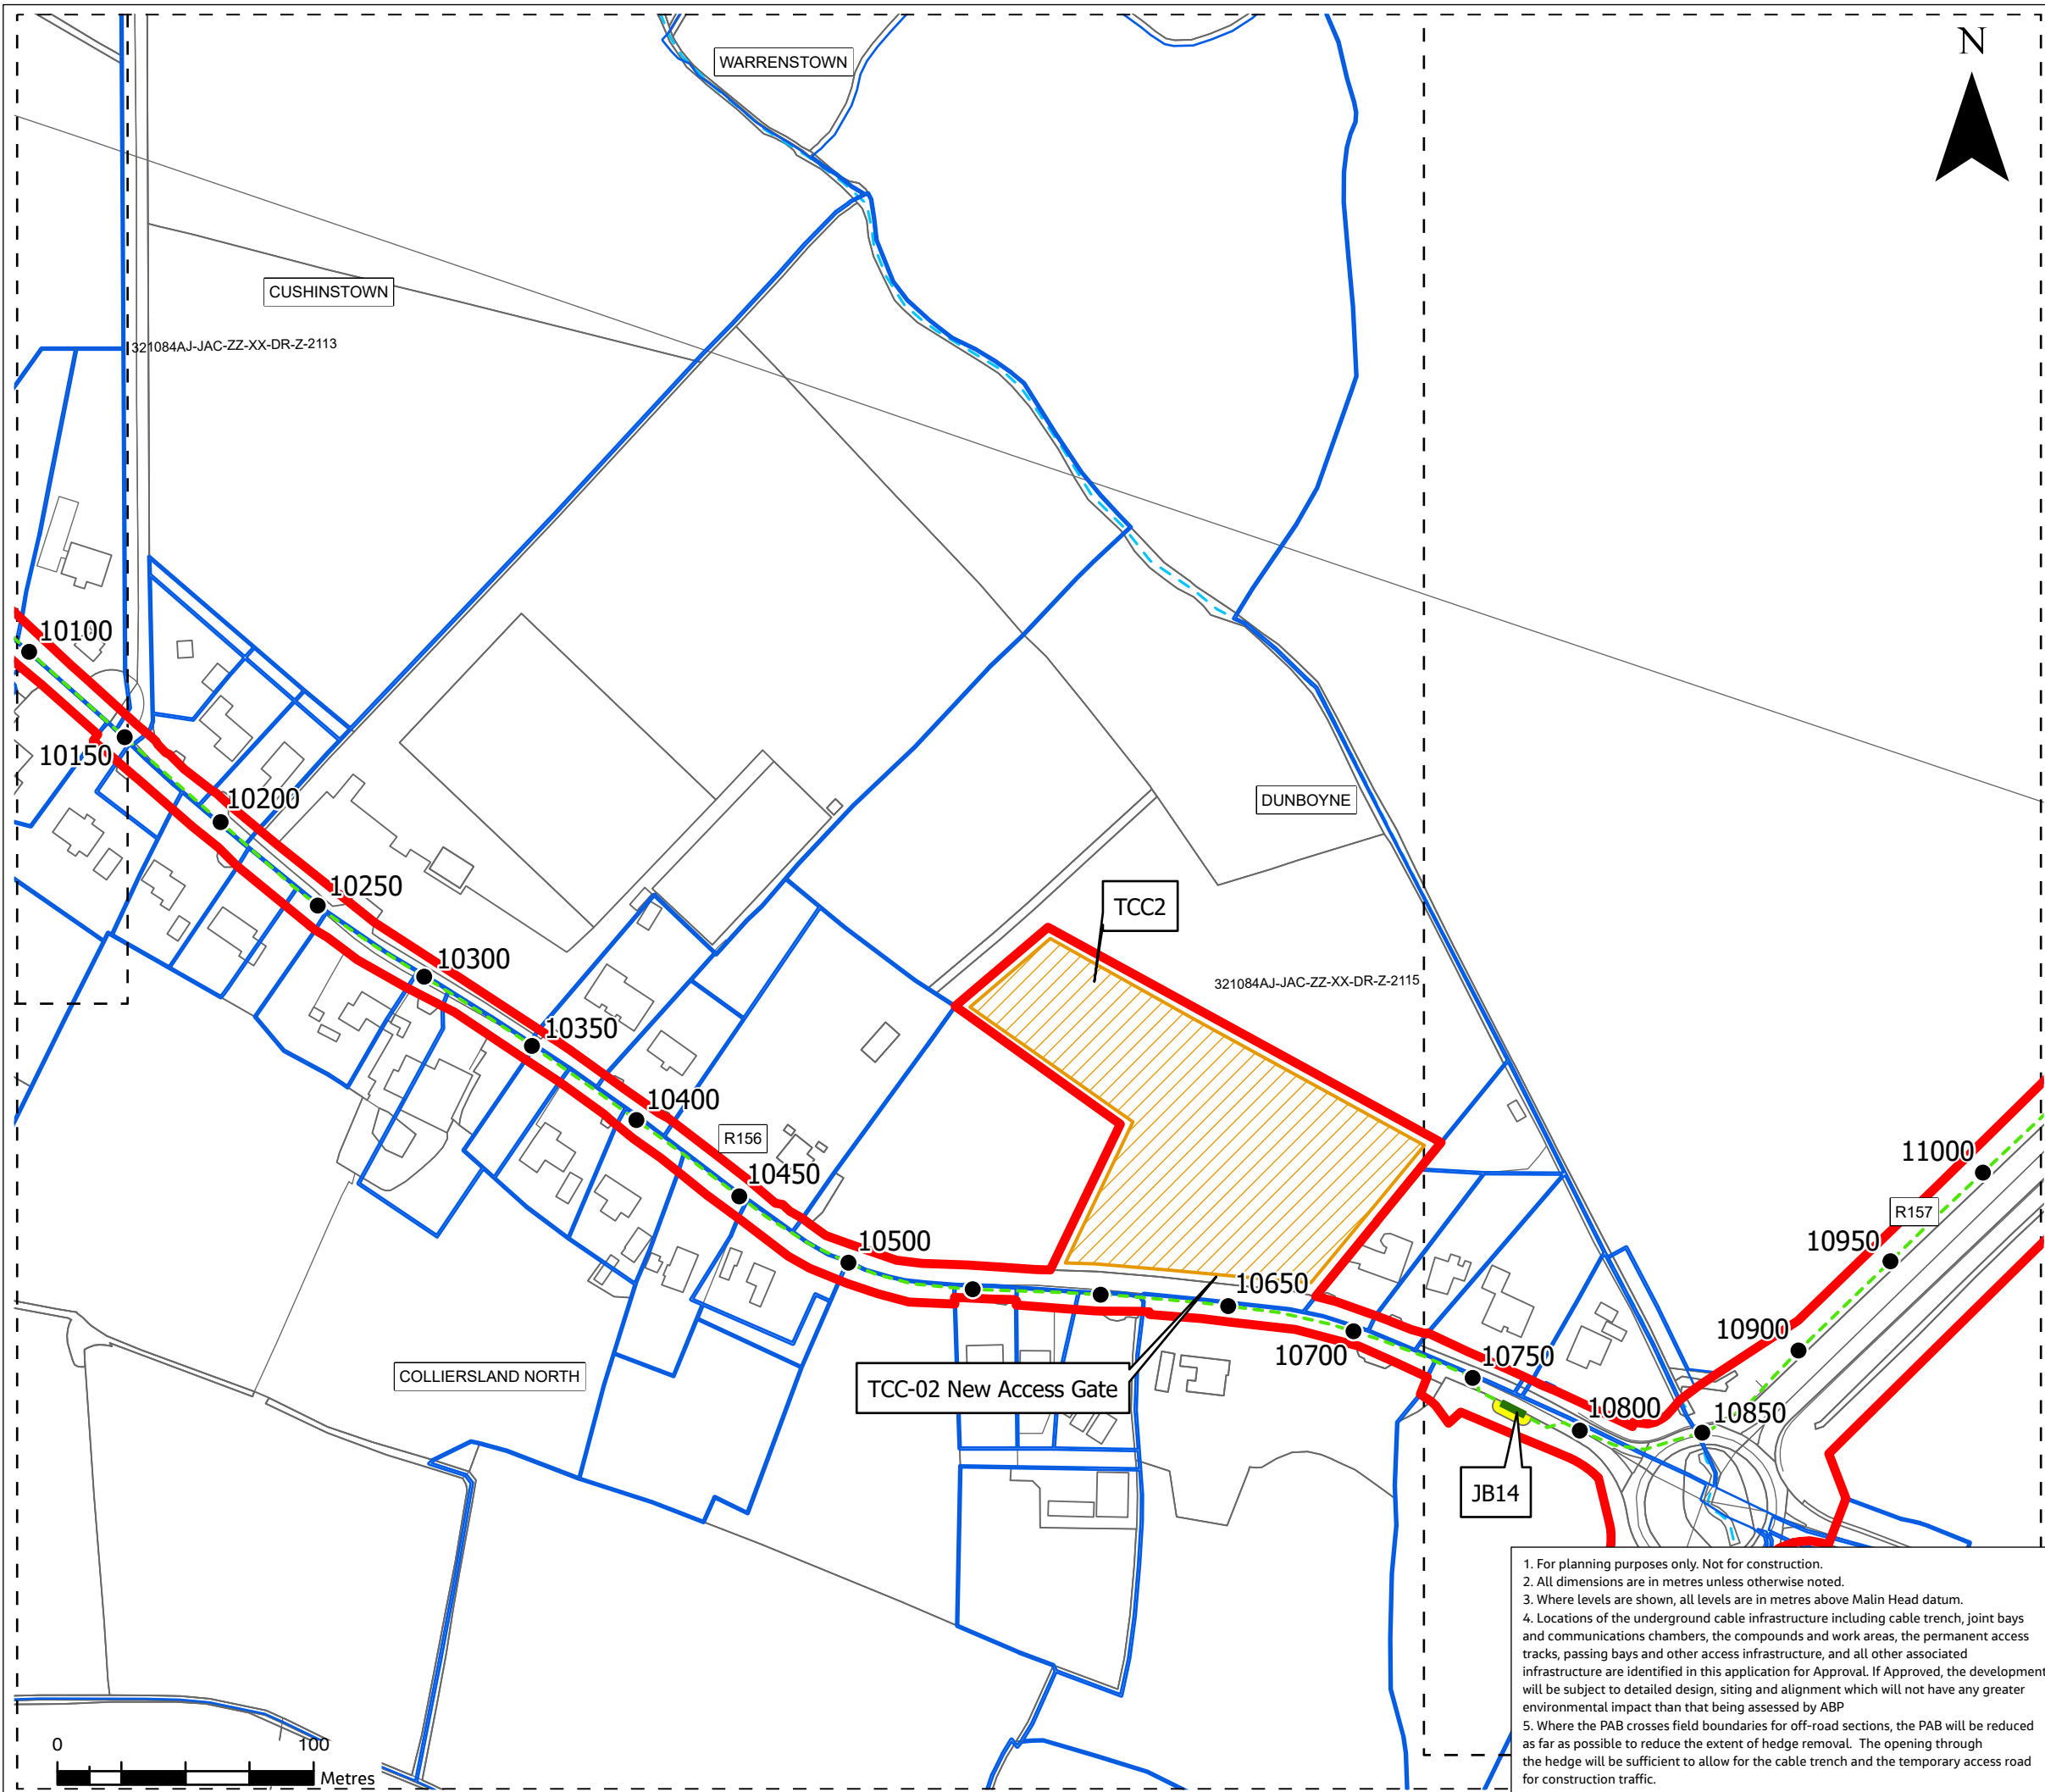 N
WARRENSTOWN
CUSHINSTOWN
321084AJ-JAC-ZZ-XX-DR-Z-2113
10100
10150
10200
DUNBOYNE
10250
TCC2
10300
321084AJ-JAC-ZZ-XX-DR-Z-2115
10350
10400
R156
10450
11000
R157
10500
10950
10650
10900
10700
10750
COLLIERSLAND NORTH
TCC-02 New Access Gate
10800
10850
JB14
1. For planning purposes only. Not for construction.
2. All dimensions are in metres unless otherwise noted.
3. Where levels are shown, all levels are in metres above Malin Head datum.
4. Locations of the underground cable infrastructure including cable trench, joint bays
and communications chambers, the compounds and work areas, the permanent access
tracks, passing bays and other access infrastructure, and all other associated
infrastructure are identified in this application for Approval. If Approved, the development
will be subject to detailed design, siting and alignment which will not have any greater
environmental impact than that being assessed by ABP
5. Where the PAB crosses field boundaries for off-road sections, the PAB will be reduced
as far as possible to reduce the extent of hedge removal. The opening through
the hedge will be sufficient to allow for the cable trench and the temporary access road
for construction traffic.
0 100
Metres